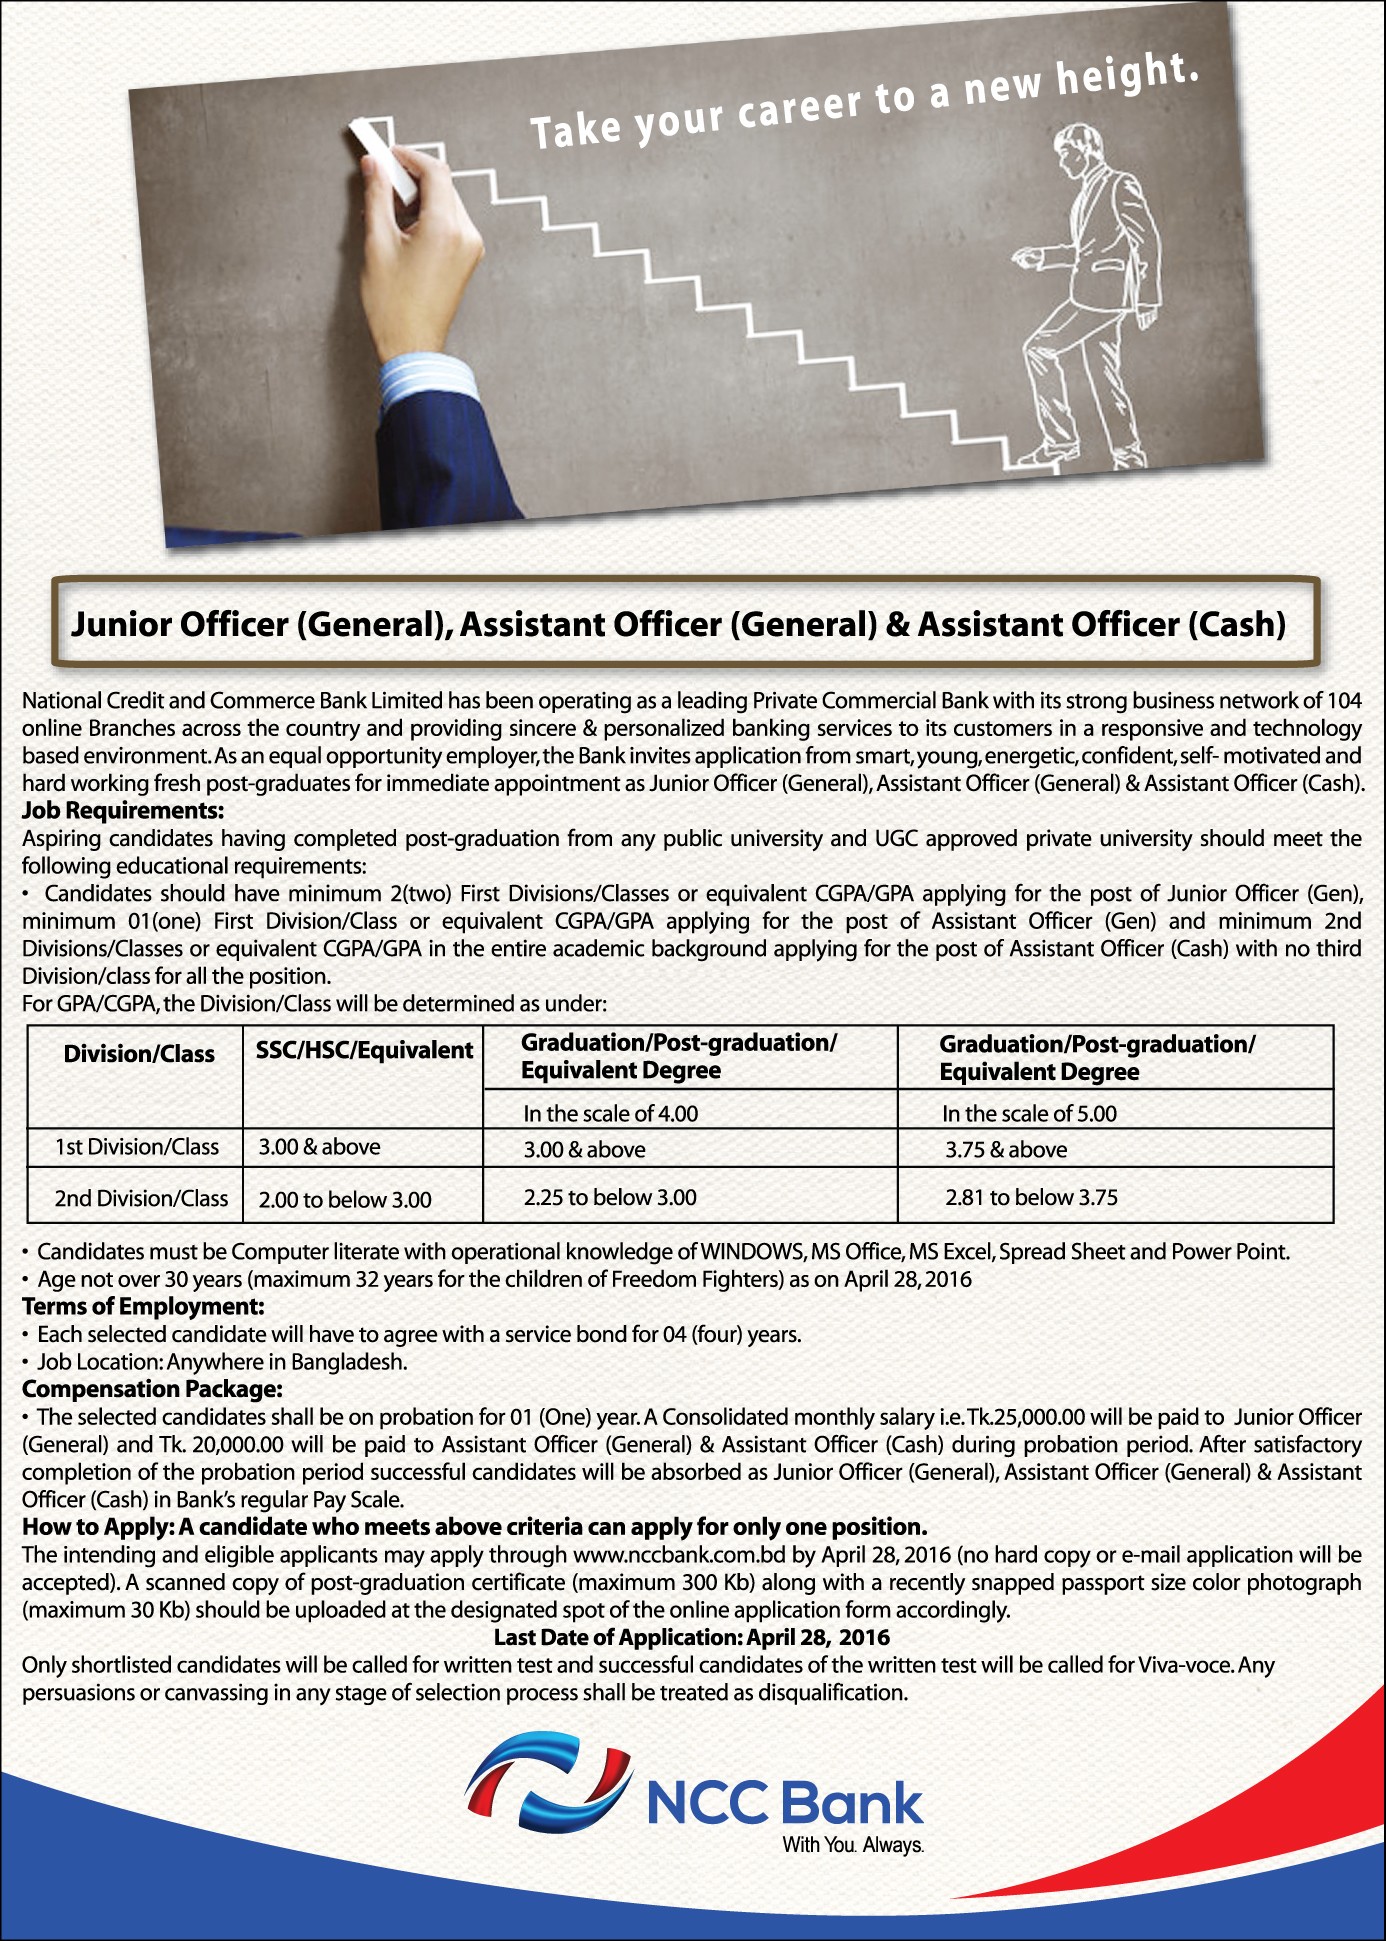 Take your career to a new height.
Junior Officer (General), Assistant Officer (General) & Assistant Officer (Cash)
National Credit and Commerce Bank Limited has been operating as a leading Private Commercial Bank with its strong business network of 104
online Branches across the country and providing sincere & personalized banking services to its customers in a responsive and technology
based environment. As an equal opportunity employer, the Bank invites application from smart, young, energetic, confident, self- motivated and
hard working fresh post-graduates for immediate appointment as Junior Officer (General), Assistant Officer (General) & Assistant Officer (Cash).
Job Requirements:
Aspiring candidates having completed post-graduation from any public university and UGC approved private university should meet the
following educational requirements:
• Candidates should have minimum 2(two) First Divisions/Classes or equivalent CGPA/GPA applying for the post of Junior Officer (Gen),
minimum 01(one) First Division/Class or equivalent CGPA/GPA applying for the post of Assistant Officer (Gen) and minimum 2nd
Divisions/Classes or equivalent CGPA/GPA in the entire academic background applying for the post of Assistant Officer (Cash) with no third
Division/class for all the position.
For GPA/CGPA, the Division/Class will be determined as under:
Division/Class SSC/HSC/Equivalent Graduation/Post-graduation/ Graduation/Post-graduation/
Equivalent Degree Equivalent Degree
In the scale of 4.00 In the scale of 5.00
1st Division/Class 3.00 & above 3.00 & above 3.75 & above
2nd Division/Class 2.00 to below 3.00 2.25 to below 3.00 2.81 to below 3.75
• Candidates must be Computer literate with operational knowledge of WINDOWS, MS Office, MS Excel, Spread Sheet and Power Point.
• Age not over 30 years (maximum 32 years for the children of Freedom Fighters) as on April 28, 2016
Terms of Employment:
• Each selected candidate will have to agree with a service bond for 04 (four) years.
• Job Location: Anywhere in Bangladesh.
Compensation Package:
• The selected candidates shall be on probation for 01 (One) year. A Consolidated monthly salary i.e. Tk.25,000.00 will be paid to Junior Officer
(General) and Tk. 20,000.00 will be paid to Assistant Officer (General) & Assistant Officer (Cash) during probation period. After satisfactory
completion of the probation period successful candidates will be absorbed as Junior Officer (General), Assistant Officer (General) & Assistant
Officer (Cash) in Bank's regular Pay Scale.
How to Apply: A candidate who meets above criteria can apply for only one position.
The intending and eligible applicants may apply through www.nccbank.com.bd by April 28, 2016 (no hard copy or e-mail application will be
accepted). A scanned copy of post-graduation certificate (maximum 300 Kb) along with a recently snapped passport size color photograph
(maximum 30 Kb) should be uploaded at the designated spot of the online application form accordingly.
Last Date of Application: April 28, 2016
Only shortlisted candidates will be called for written test and successful candidates of the written test will be called for Viva-voce. Any
persuasions or canvassing in any stage of selection process shall be treated as disqualification.
NCC Bank
With You. Always.